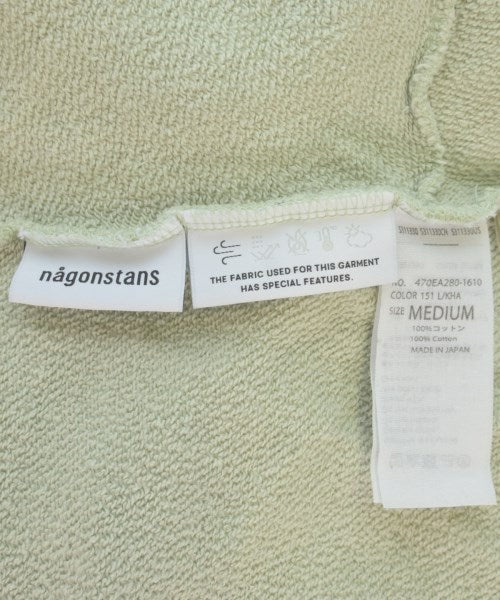 någonstans
THE FABRIC USED FOR THIS GARMENT
HAS SPECIAL FEATURES.
NO. 470EA280-1610
COLOR 151 L/KHA
SIZE MEDIUM
100%コットン
100% Cotton
MADE IN JAPAN